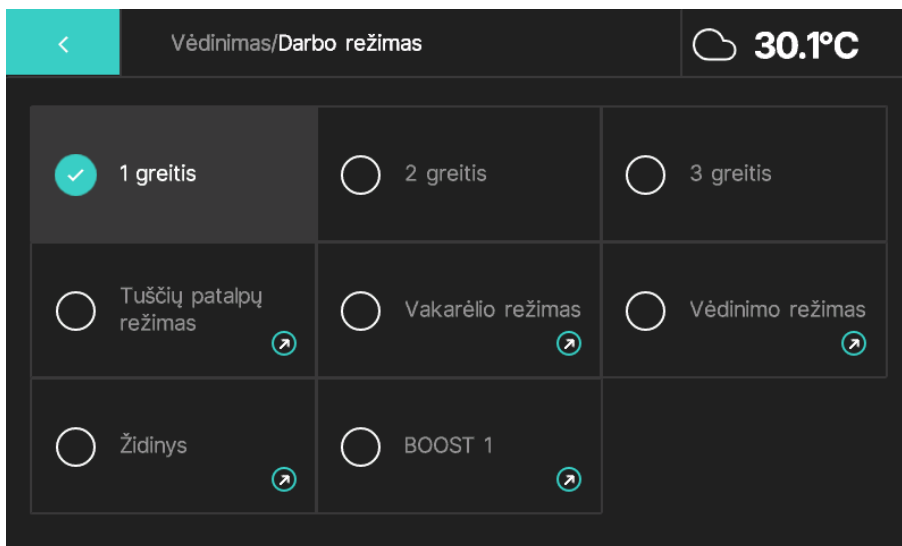 Vėdinimas/Darbo režimas
30.1°C
1 greitis
2 greitis
3 greitis
Tuščių patalpų
režimas
Vakarėlio režimas
Vėdinimo režimas
Židinys
BOOST 1